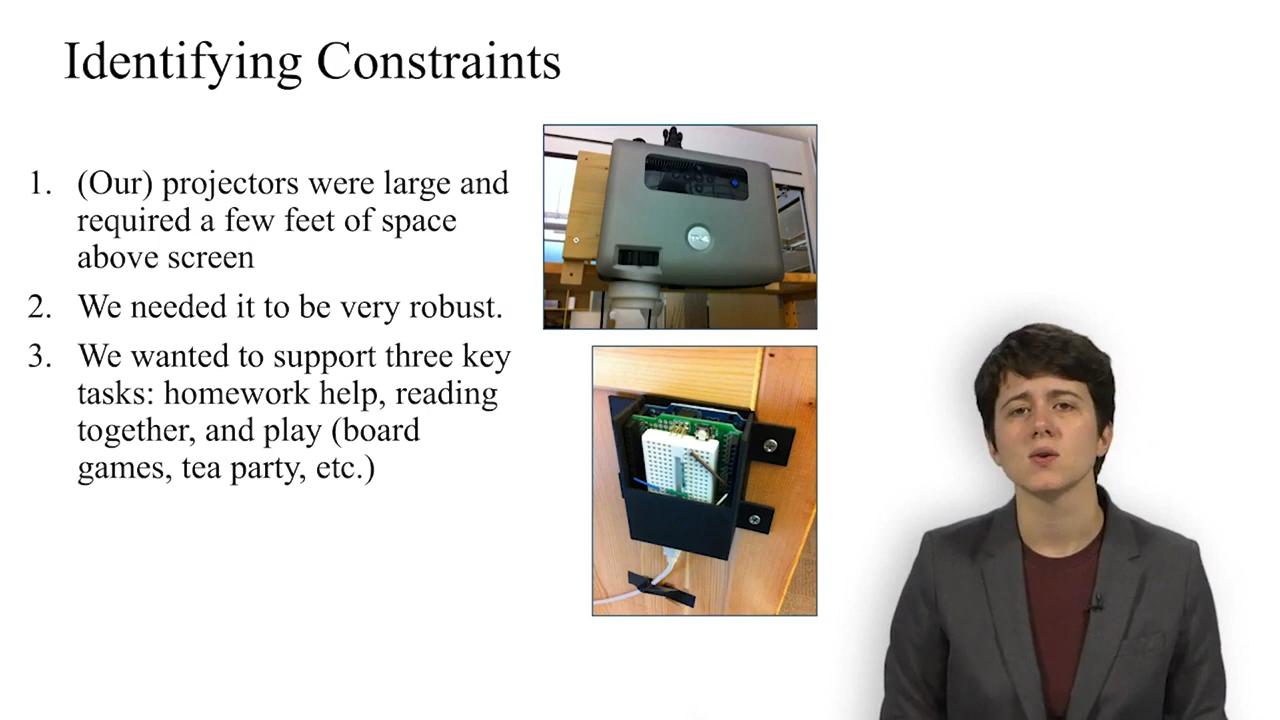 Identifying Constraints
1. (Our) projectors were large and
required a few feet of space
above screen
2. We needed it to be very robust.
3. We wanted to support three key
tasks: homework help, reading
together, and play (board
games, tea party, etc.)